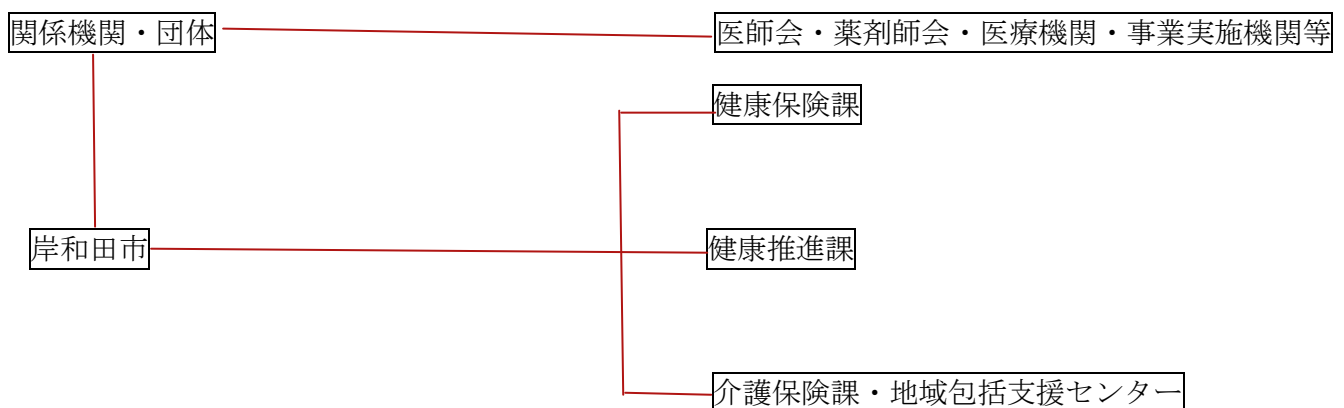 関係機関・団体
医師会・薬剤師会・医療機関・事業実施機関等
健康保険課
岸和田市
健康推進課
介護保険課・地域包括支援センター